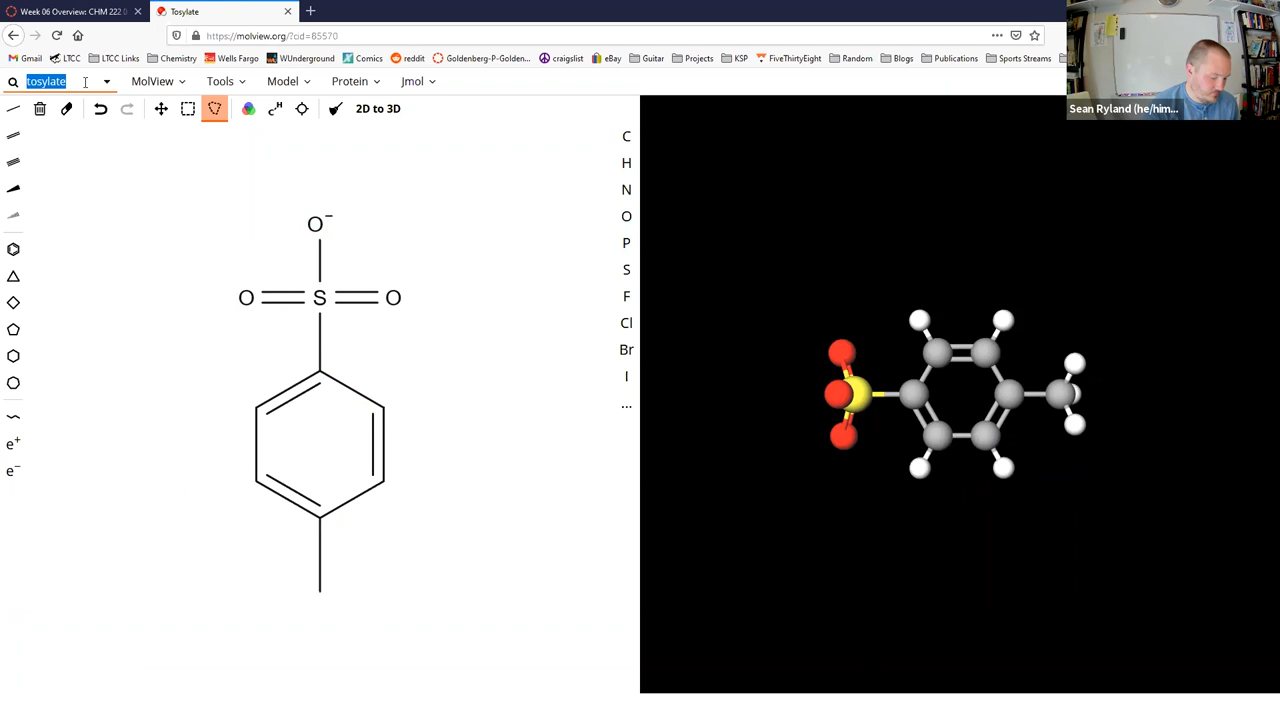 Week 06 Overview: CHM 222 0
Tosylate
https://molview.org/?cid=85570
Gmail LTCC LTCC Links Chemistry Wells Fargo WUnderground Comics reddit Goldenberg-P-Golden... craigslist eBay Guitar Projects KSP FiveThirtyEight Random Blogs Publications Sports Streams
tosylate MolView Tools Model Protein Jmol
Sean Ryland (he/him...
2D to 3D
C
H
N
O
P
S
F
Cl
Br
I
...
O−
O S O
e+
e−